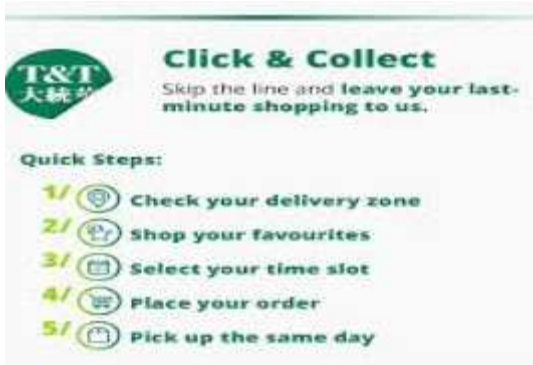 Click & Collect
T&T
大統華
Skip the line and leave your last-
minute shopping to us.
Quick Steps:
1/ Check your delivery zone
2/ Shop your favourites
3/ Select your time slot
4/ Place your order
5/ Pick up the same day